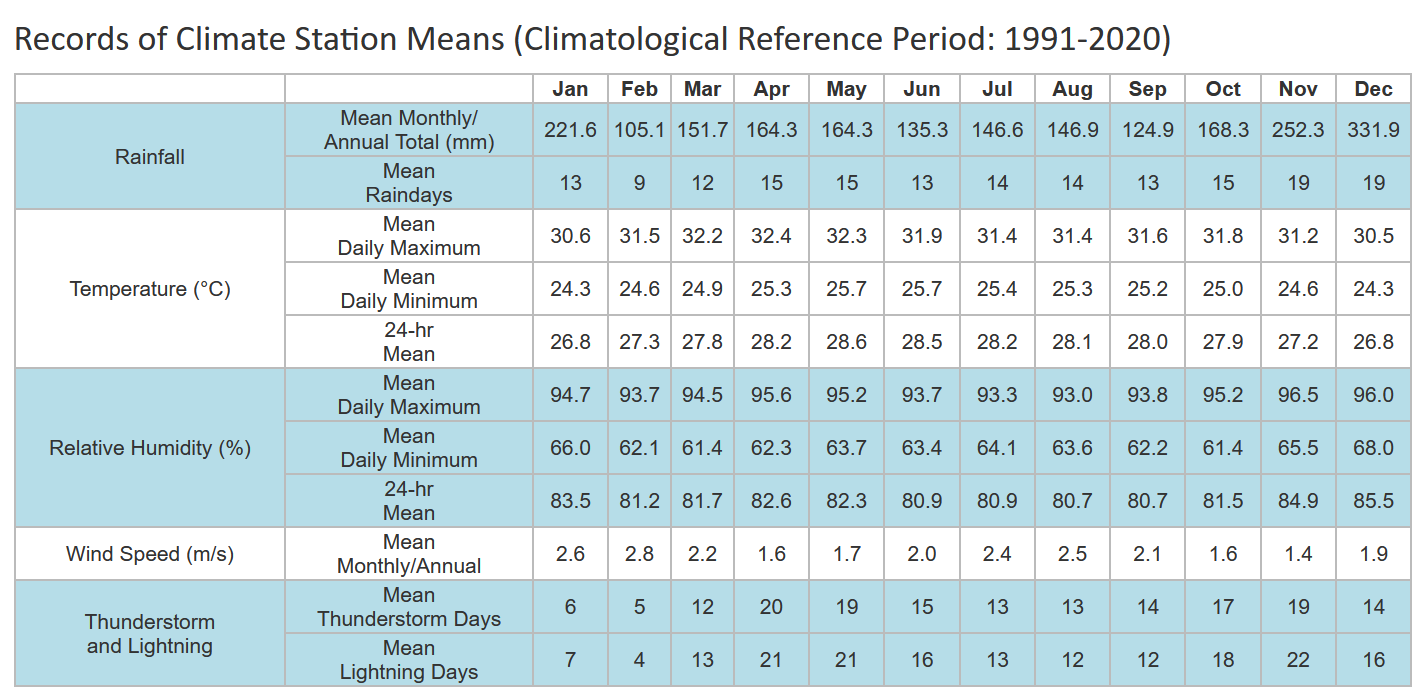 Records of Climate Station Means (Climatological Reference Period: 1991-2020)
Jan Feb Mar Apr May Jun Jul Aug Sep Oct Nov Dec
Rainfall
Mean Monthly/
Annual Total (mm)
221.6 105.1 151.7 164.3 164.3 135.3 146.6 146.9 124.9 168.3 252.3 331.9
Mean
Raindays
13 9 12 15 15 13 14 14 13 15 19 19
Temperature (°C)
Mean
Daily Maximum
30.6 31.5 32.2 32.4 32.3 31.9 31.4 31.4 31.6 31.8 31.2 30.5
Mean
Daily Minimum
24.3 24.6 24.9 25.3 25.7 25.7 25.4 25.3 25.2 25.0 24.6 24.3
24-hr
Mean
26.8 27.3 27.8 28.2 28.6 28.5 28.2 28.1 28.0 27.9 27.2 26.8
Relative Humidity (%)
Mean
Daily Maximum
94.7 93.7 94.5 95.6 95.2 93.7 93.3 93.0 93.8 95.2 96.5 96.0
Mean
Daily Minimum
66.0 62.1 61.4 62.3 63.7 63.4 64.1 63.6 62.2 61.4 65.5 68.0
24-hr
Mean
83.5 81.2 81.7 82.6 82.3 80.9 80.9 80.7 80.7 81.5 84.9 85.5
Wind Speed (m/s)
Mean
Monthly/Annual
2.6 2.8 2.2 1.6 1.7 2.0 2.4 2.5 2.1 1.6 1.4 1.9
Thunderstorm
and Lightning
Mean
Thunderstorm Days
6 5 12 20 19 15 13 13 14 17 19 14
Mean
Lightning Days
7 4 13 21 21 16 13 12 12 18 22 16